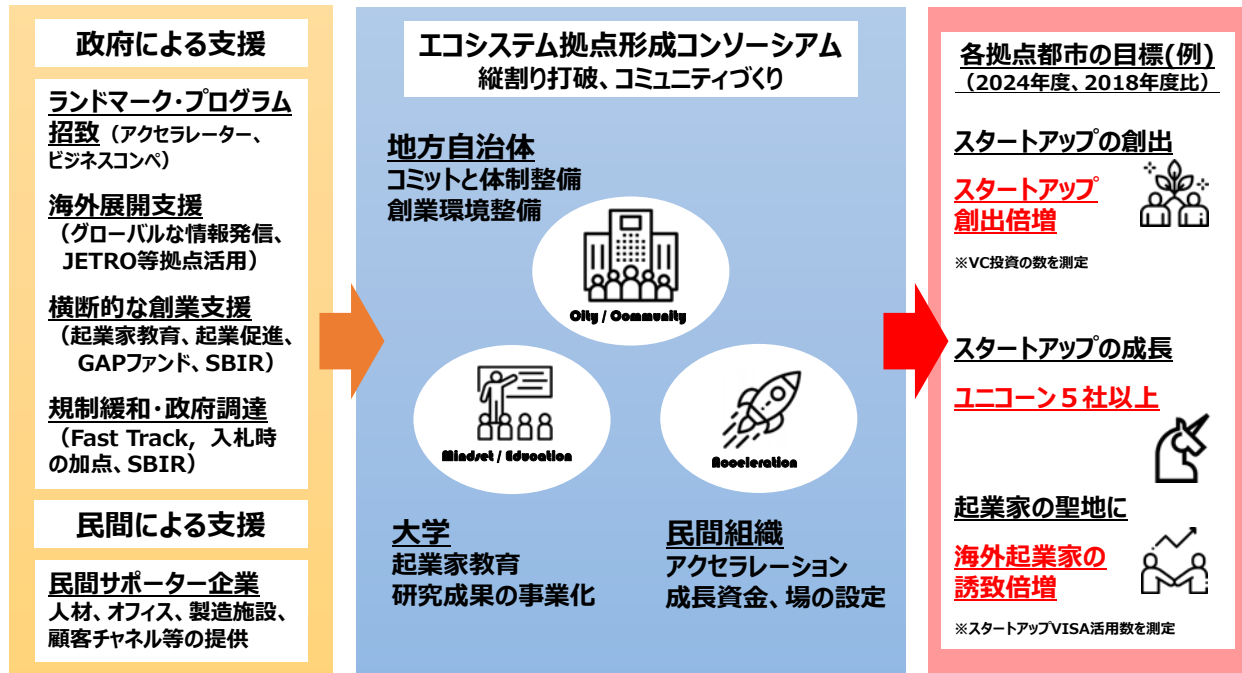 政府による支援
ランドマーク・プログラム
招致（アクセラレーター、
ビジネスコンペ）
海外展開支援
（グローバルな情報発信、
JETRO等拠点活用）
横断的な創業支援
（起業家教育、起業促進、
GAPファンド、SBIR）
規制緩和・政府調達
（Fast Track, 入札時
の加点、SBIR）
民間による支援
民間サポーター企業
人材、オフィス、製造施設、
顧客チャネル等の提供
エコシステム拠点形成コンソーシアム
縦割り打破、コミュニティづくり
地方自治体
コミットと体制整備
創業環境整備
City / Community
Mindset / Education
Acceleration
大学
起業家教育
研究成果の事業化
民間組織
アクセラレーション
成長資金、場の設定
各拠点都市の目標(例)
（2024年度、2018年度比）
スタートアップの創出
スタートアップ
創出倍増
※VC投資の数を測定
スタートアップの成長
ユニコーン５社以上
起業家の聖地に
海外起業家の
誘致倍増
※スタートアップVISA活用数を測定